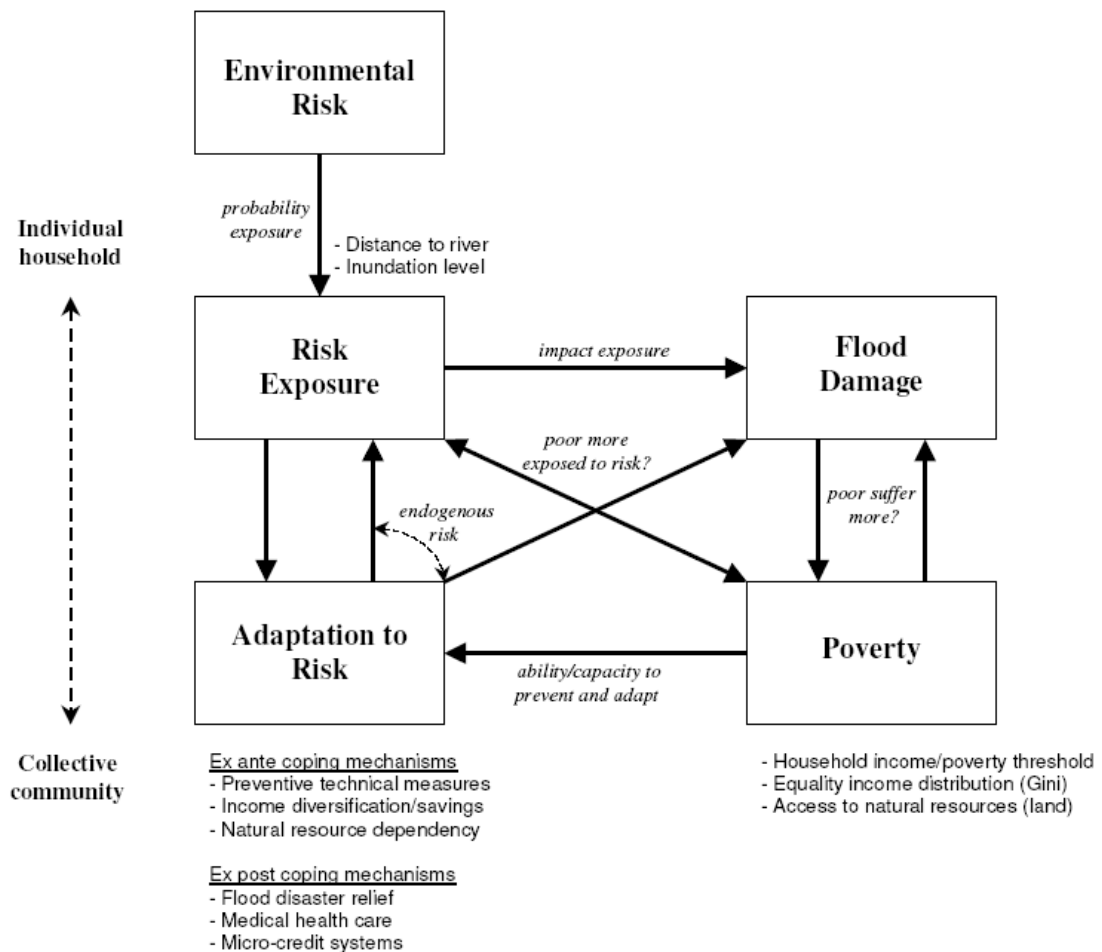 Environmental
Risk
probability
exposure
- Distance to river
- Inundation level
Individual
household
Risk
Exposure
impact exposure
Flood
Damage
poor more
exposed to risk?
poor suffer
more?
endogenous
risk
Adaptation to
Risk
ability/capacity to
prevent and adapt
Poverty
Collective
community
Ex ante coping mechanisms
- Preventive technical measures
- Income diversification/savings
- Natural resource dependency
Ex post coping mechanisms
- Flood disaster relief
- Medical health care
- Micro-credit systems
- Household income/poverty threshold
- Equality income distribution (Gini)
- Access to natural resources (land)